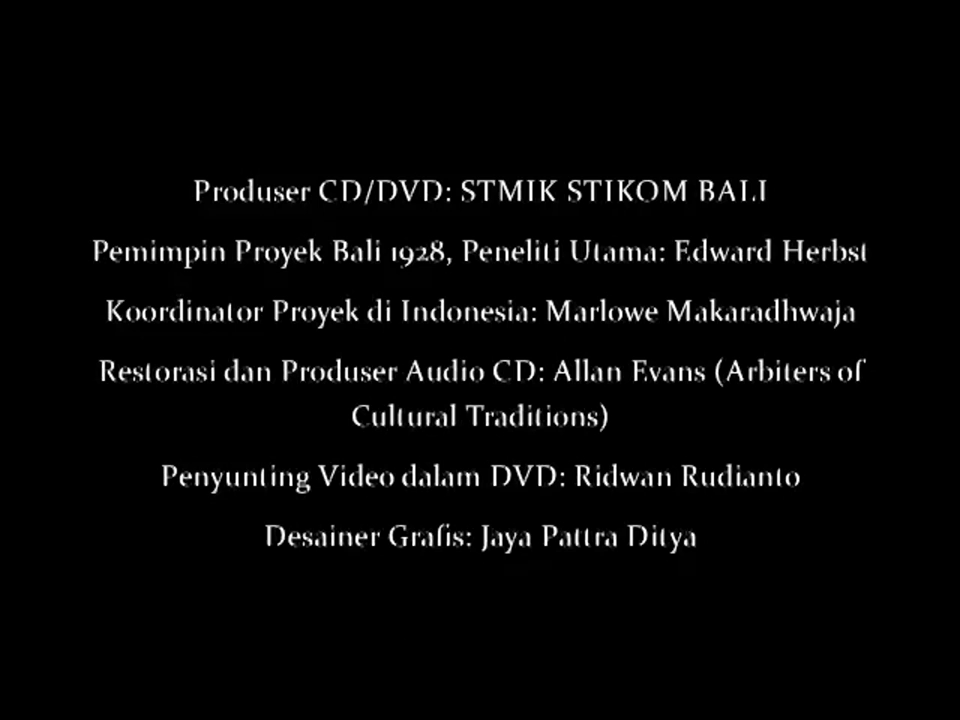 Produser CD/DVD: STMIK STIKOM BALI
Pemimpin Proyek Bali 1928, Peneliti Utama: Edward Herbst
Koordinator Proyek di Indonesia: Marlowe Makaradhwaja
Restorasi dan Produser Audio CD: Allan Evans (Arbiters of
Cultural Traditions)
Penyunting Video dalam DVD: Ridwan Rudianto
Desainer Grafis: Jaya Pattra Ditya